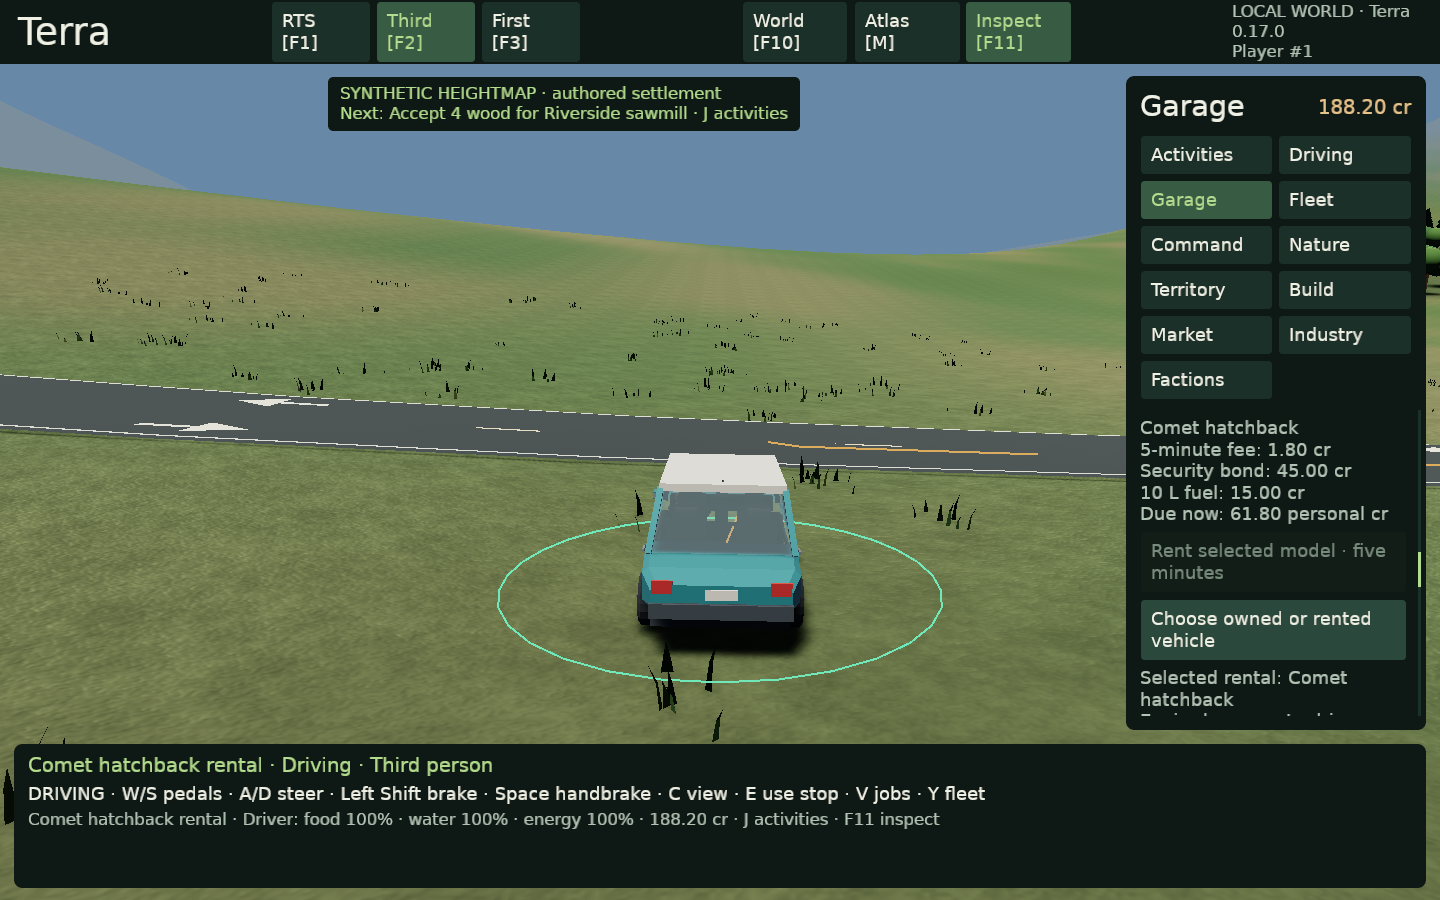 Terra
RTS
[F1]
Third
[F2]
First
[F3]
World
[F10]
Atlas
[M]
Inspect
[F11]
LOCAL WORLD · Terra
0.17.0
Player #1
SYNTHETIC HEIGHTMAP · authored settlement
Next: Accept 4 wood for Riverside sawmill · J activities
Garage
188.20 cr
Activities
Driving
Garage
Fleet
Command
Nature
Territory
Build
Market
Industry
Factions
Comet hatchback
5-minute fee: 1.80 cr
Security bond: 45.00 cr
10 L fuel: 15.00 cr
Due now: 61.80 personal cr
Rent selected model · five
minutes
Choose owned or rented
vehicle
Selected rental: Comet
hatchback
Comet hatchback rental · Driving · Third person
DRIVING · W/S pedals · A/D steer · Left Shift brake · Space handbrake · C view · E use stop · V jobs · Y fleet
Comet hatchback rental · Driver: food 100% · water 100% · energy 100% · 188.20 cr · J activities · F11 inspect